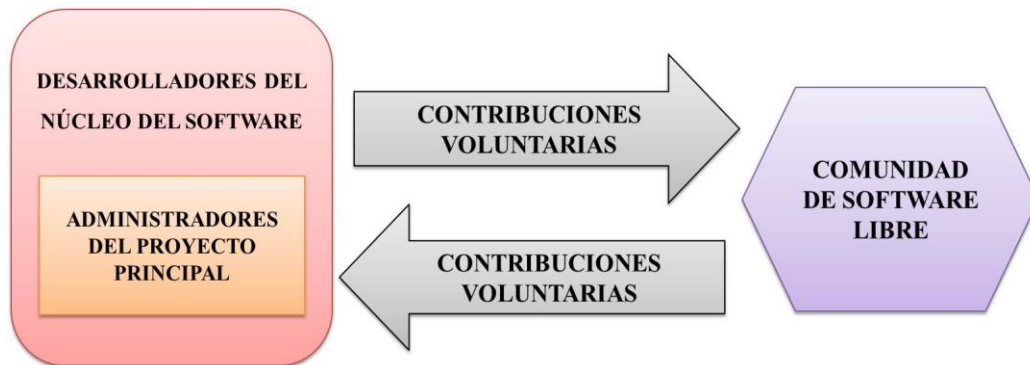 DESARROLLADORES DEL
NÚCLEO DEL SOFTWARE
ADMINISTRADORES
DEL PROYECTO
PRINCIPAL
CONTRIBUCIONES
VOLUNTARIAS
CONTRIBUCIONES
VOLUNTARIAS
COMUNIDAD
DE SOFTWARE
LIBRE